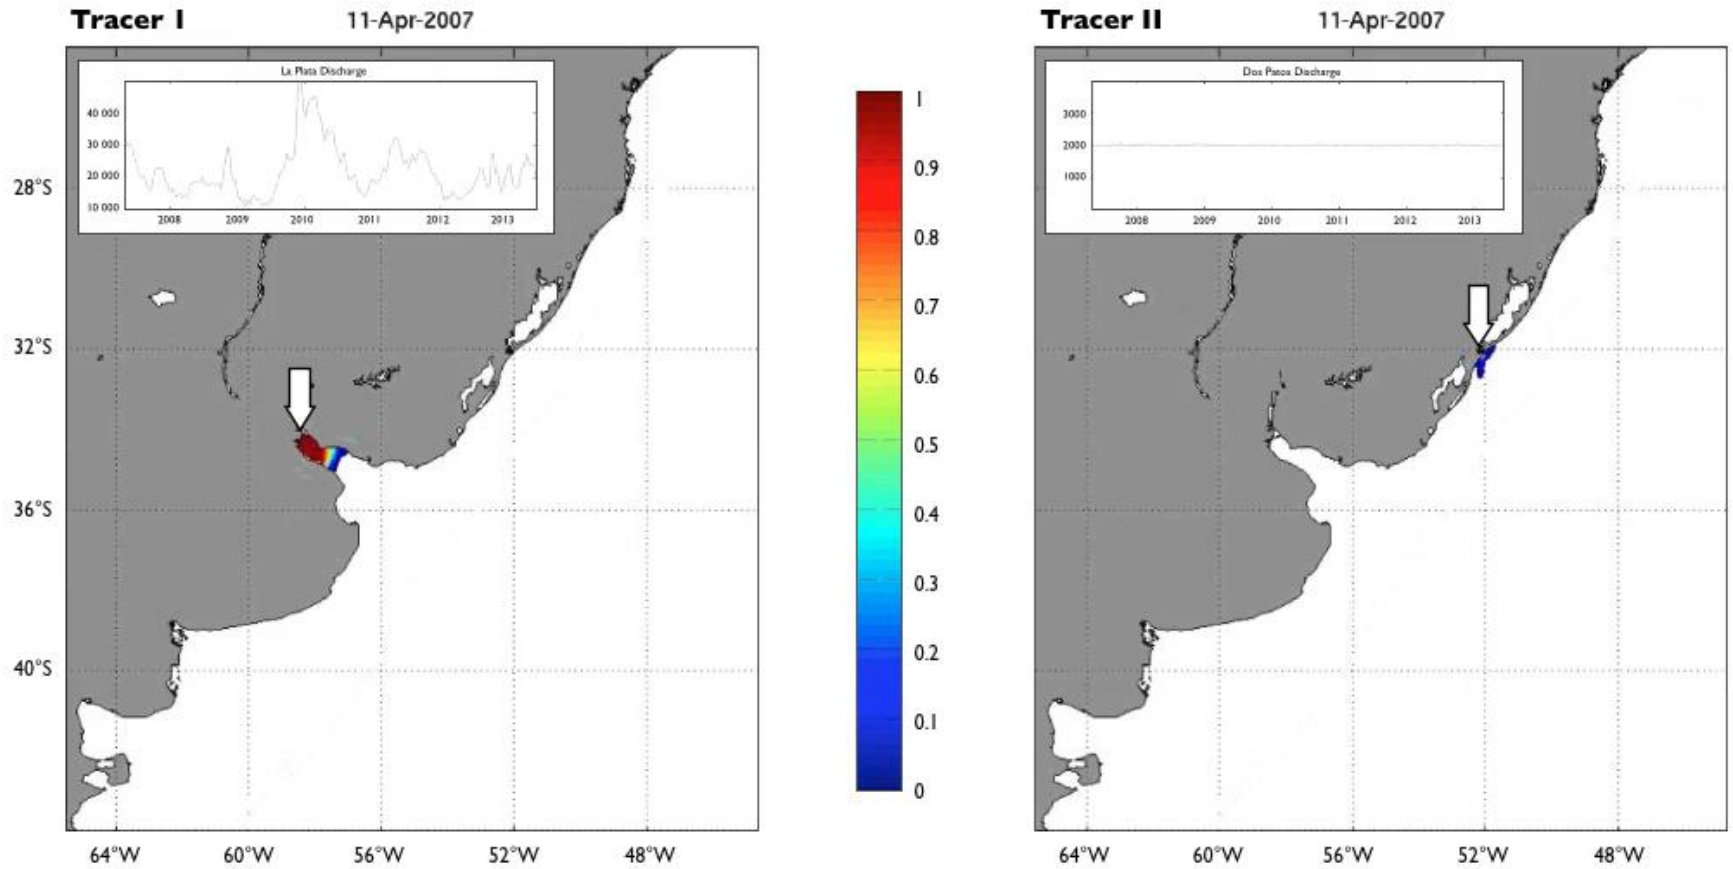 Tracer I
11-Apr-2007
La Plata Discharge
40 000
30 000
20 000
10 000
2008 2009 2010 2011 2012 2013
28°S
32°S
36°S
40°S
64°W 60°W 56°W 52°W 48°W
1
0.9
0.8
0.7
0.6
0.5
0.4
0.3
0.2
0.1
0
Tracer II
11-Apr-2007
Dos Patos Discharge
3000
2000
1000
2008 2009 2010 2011 2012 2013
64°W 60°W 56°W 52°W 48°W